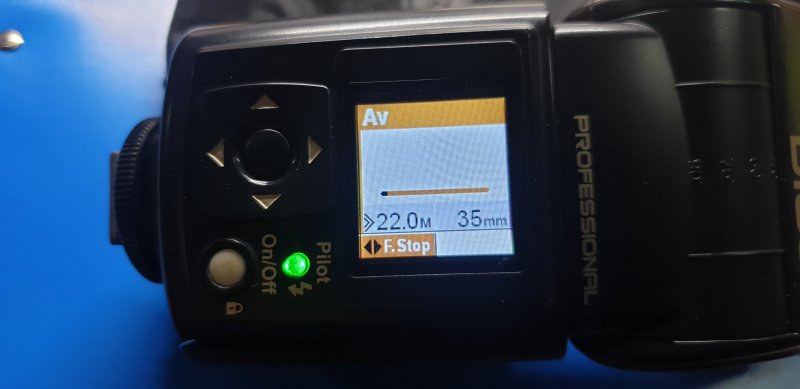 Av
22.0M 35mm
F.Stop
Pilot
On/Off
PROFESSIONAL